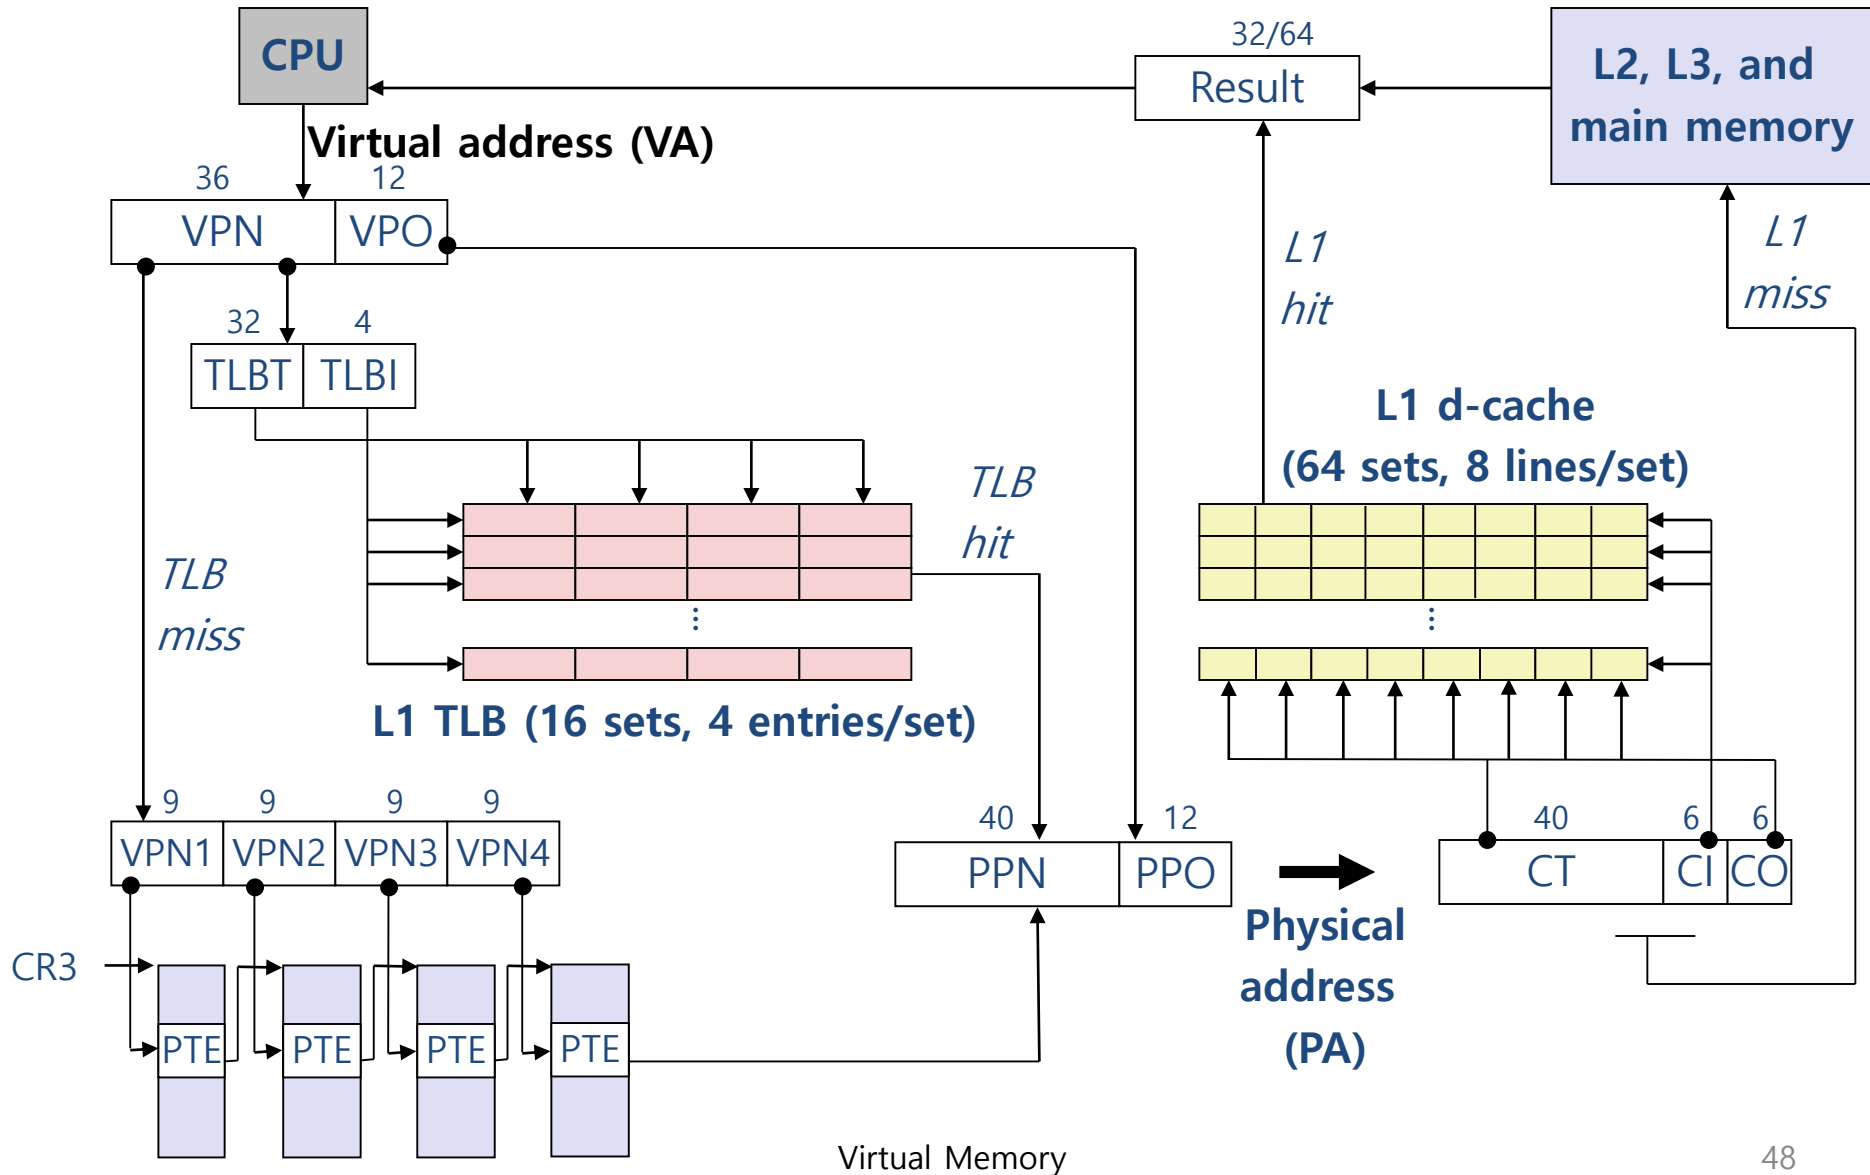 CPU
32/64
Result
L2, L3, and
main memory
Virtual address (VA)
36
12
VPN
VPO
L1
hit
L1
miss
32
4
TLBT
TLBI
L1 d-cache
(64 sets, 8 lines/set)
TLB
hit
TLB
miss
...
...
L1 TLB (16 sets, 4 entries/set)
9
9
9
9
VPN1
VPN2
VPN3
VPN4
40
12
PPN
PPO
40
6
6
CT
CI
CO
Physical
address
(PA)
CR3
PTE
PTE
PTE
PTE
Virtual Memory
48